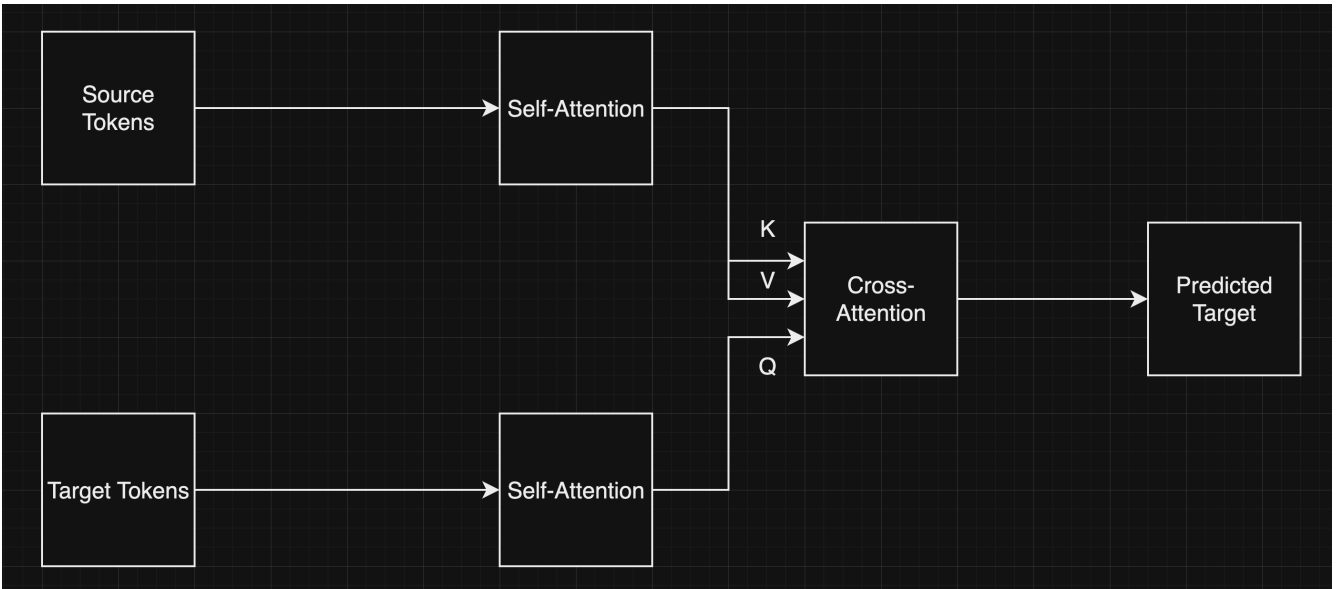 Source
Tokens
Self-Attention
K
V
Q
Cross-
Attention
Predicted
Target
Target Tokens
Self-Attention